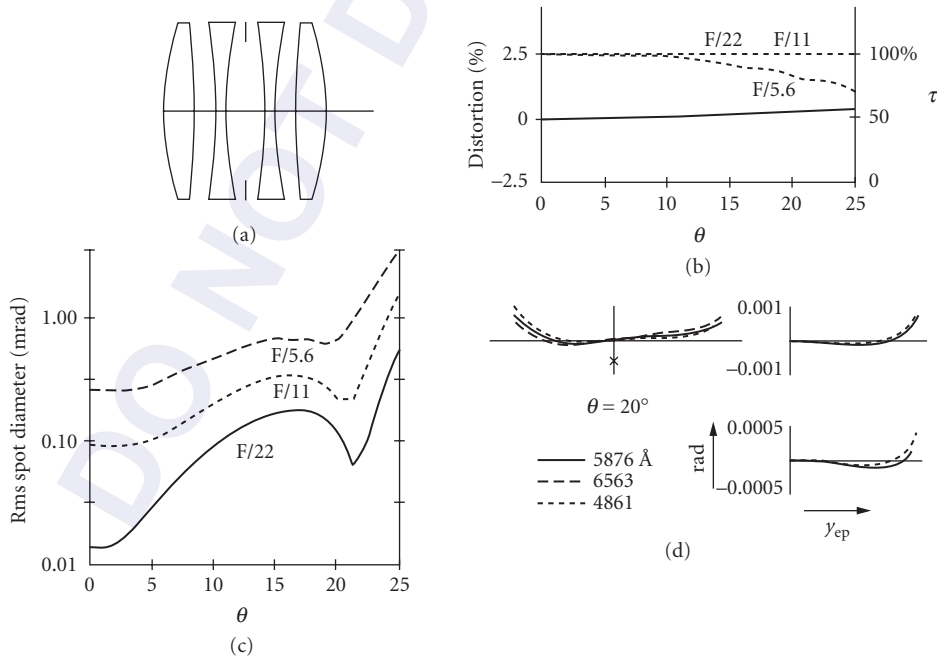 (a)
Distortion (%)
2.5
0
−2.5
F/22
F/11
F/5.6
100%
50
0
τ
0
5
10
15
20
25
θ
(b)
Rms spot diameter (mrad)
1.00
0.10
0.01
F/5.6
F/11
F/22
0
5
10
15
20
25
θ
(c)
0.001
−0.001
θ = 20°
5876 Å
6563
4861
rad
0.0005
−0.0005
y_ep
(d)
DO NOT D